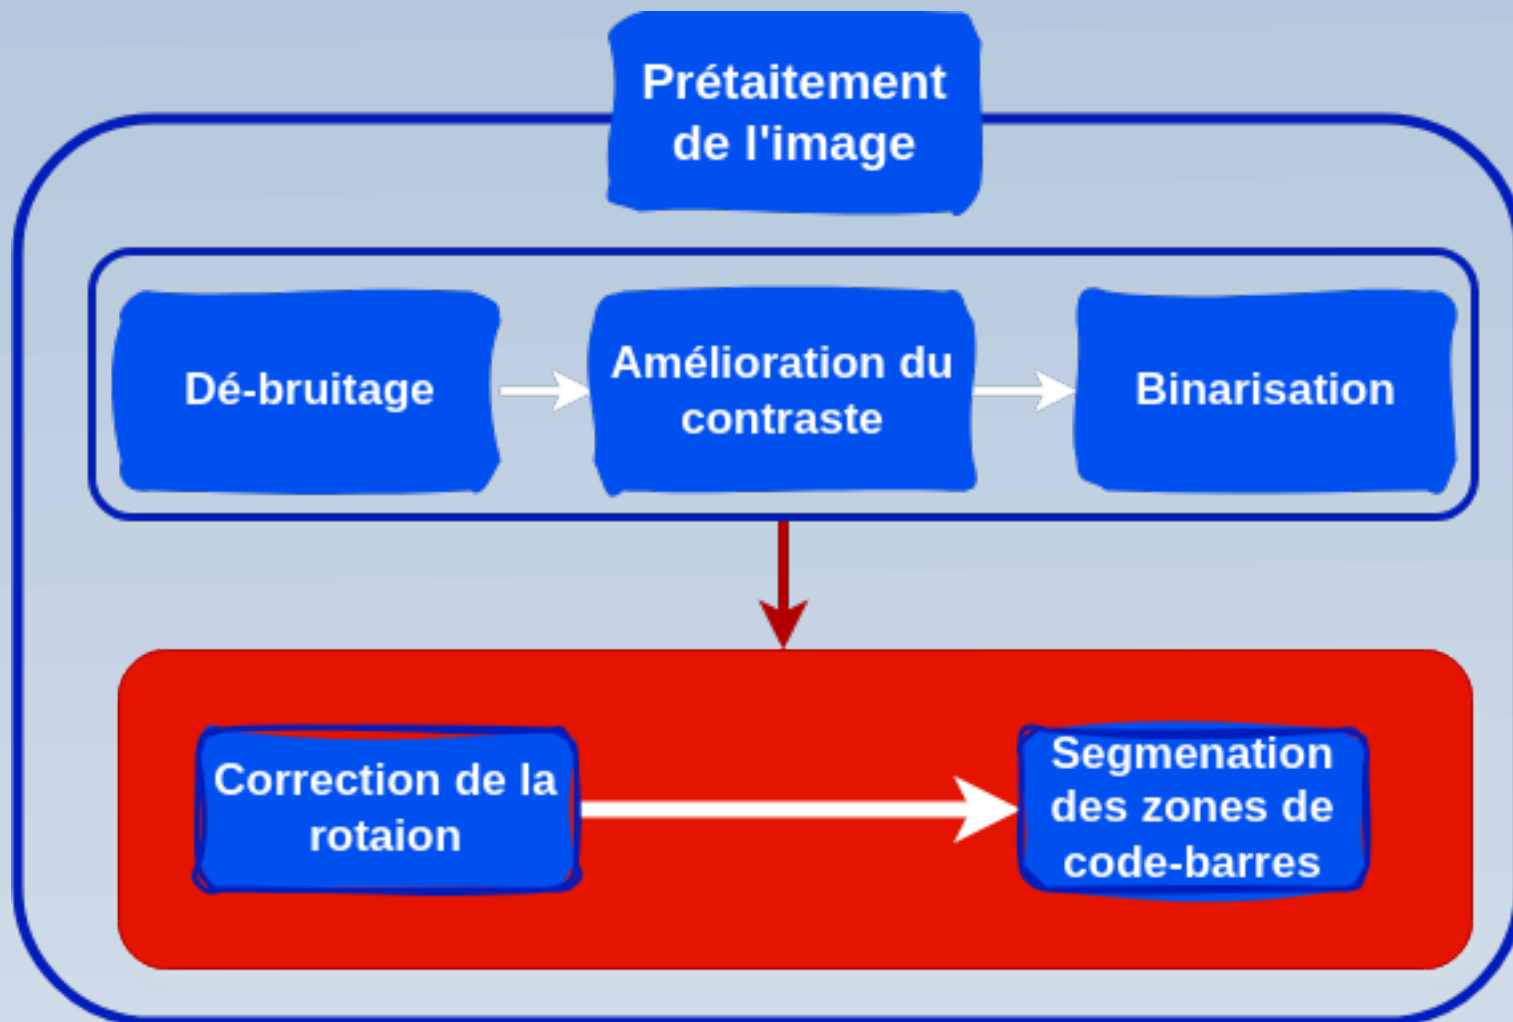 Prétaitement
de l'image
Dé-bruitage
Amélioration du
contraste
Binarisation
Correction de la
rotaion
Segmenation
des zones de
code-barres